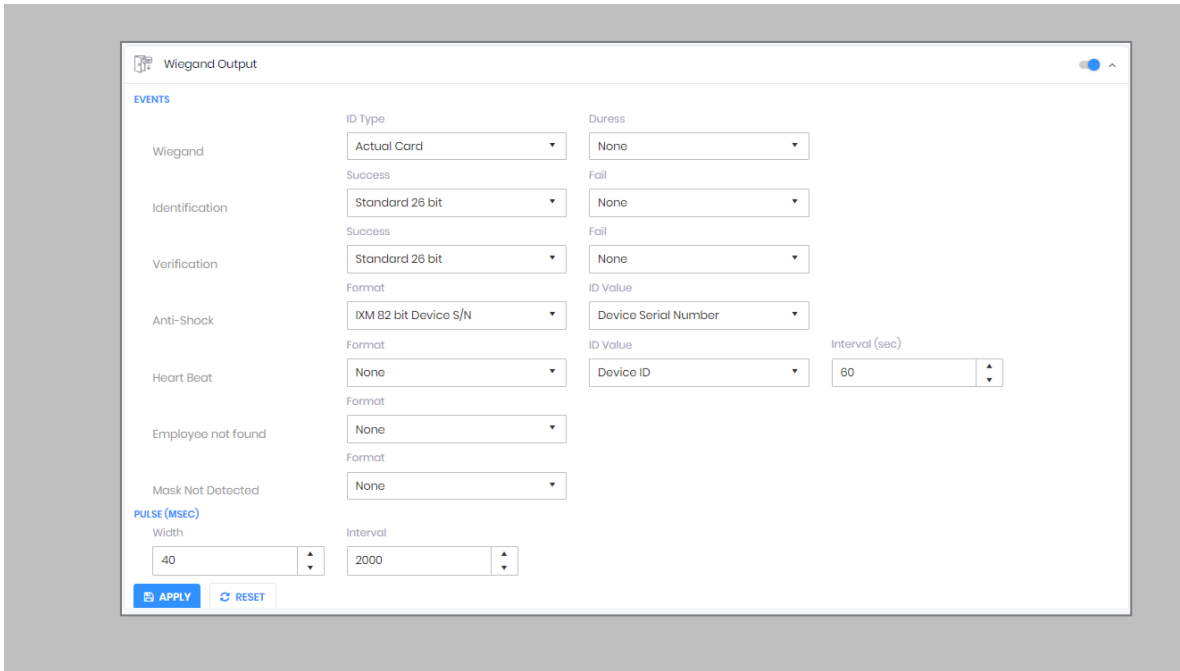 Wiegand Output
EVENTS
ID Type Duress
Wiegand Actual Card None
Success Fail
Identification Standard 26 bit None
Success Fail
Verification Standard 26 bit None
Format ID Value
Anti-Shock IXM 82 bit Device S/N Device Serial Number
Format ID Value Interval (sec)
Heart Beat None Device ID 60
Format
Employee not found None
Format
Mask Not Detected None
PULSE (MSEC)
Width Interval
40 2000
APPLY RESET